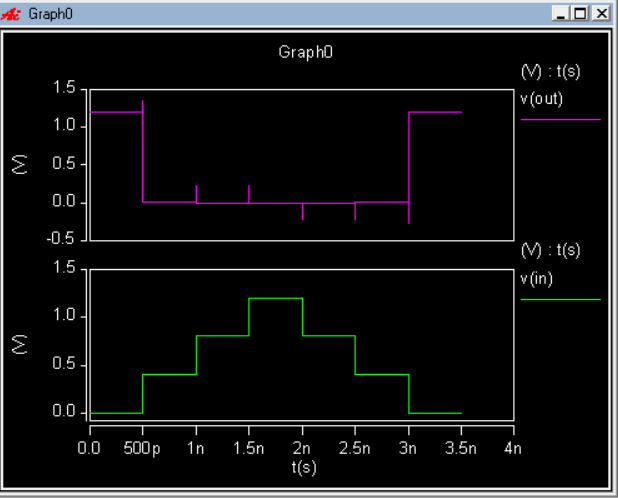 Graph0
Graph0
(V) : t(s)
v(out)
1.5
1.0
0.5
0.0
-0.5
(V)
(V) : t(s)
v(in)
1.5
1.0
0.5
0.0
(V)
0.0 500p 1n 1.5n 2n 2.5n 3n 3.5n 4n
t(s)